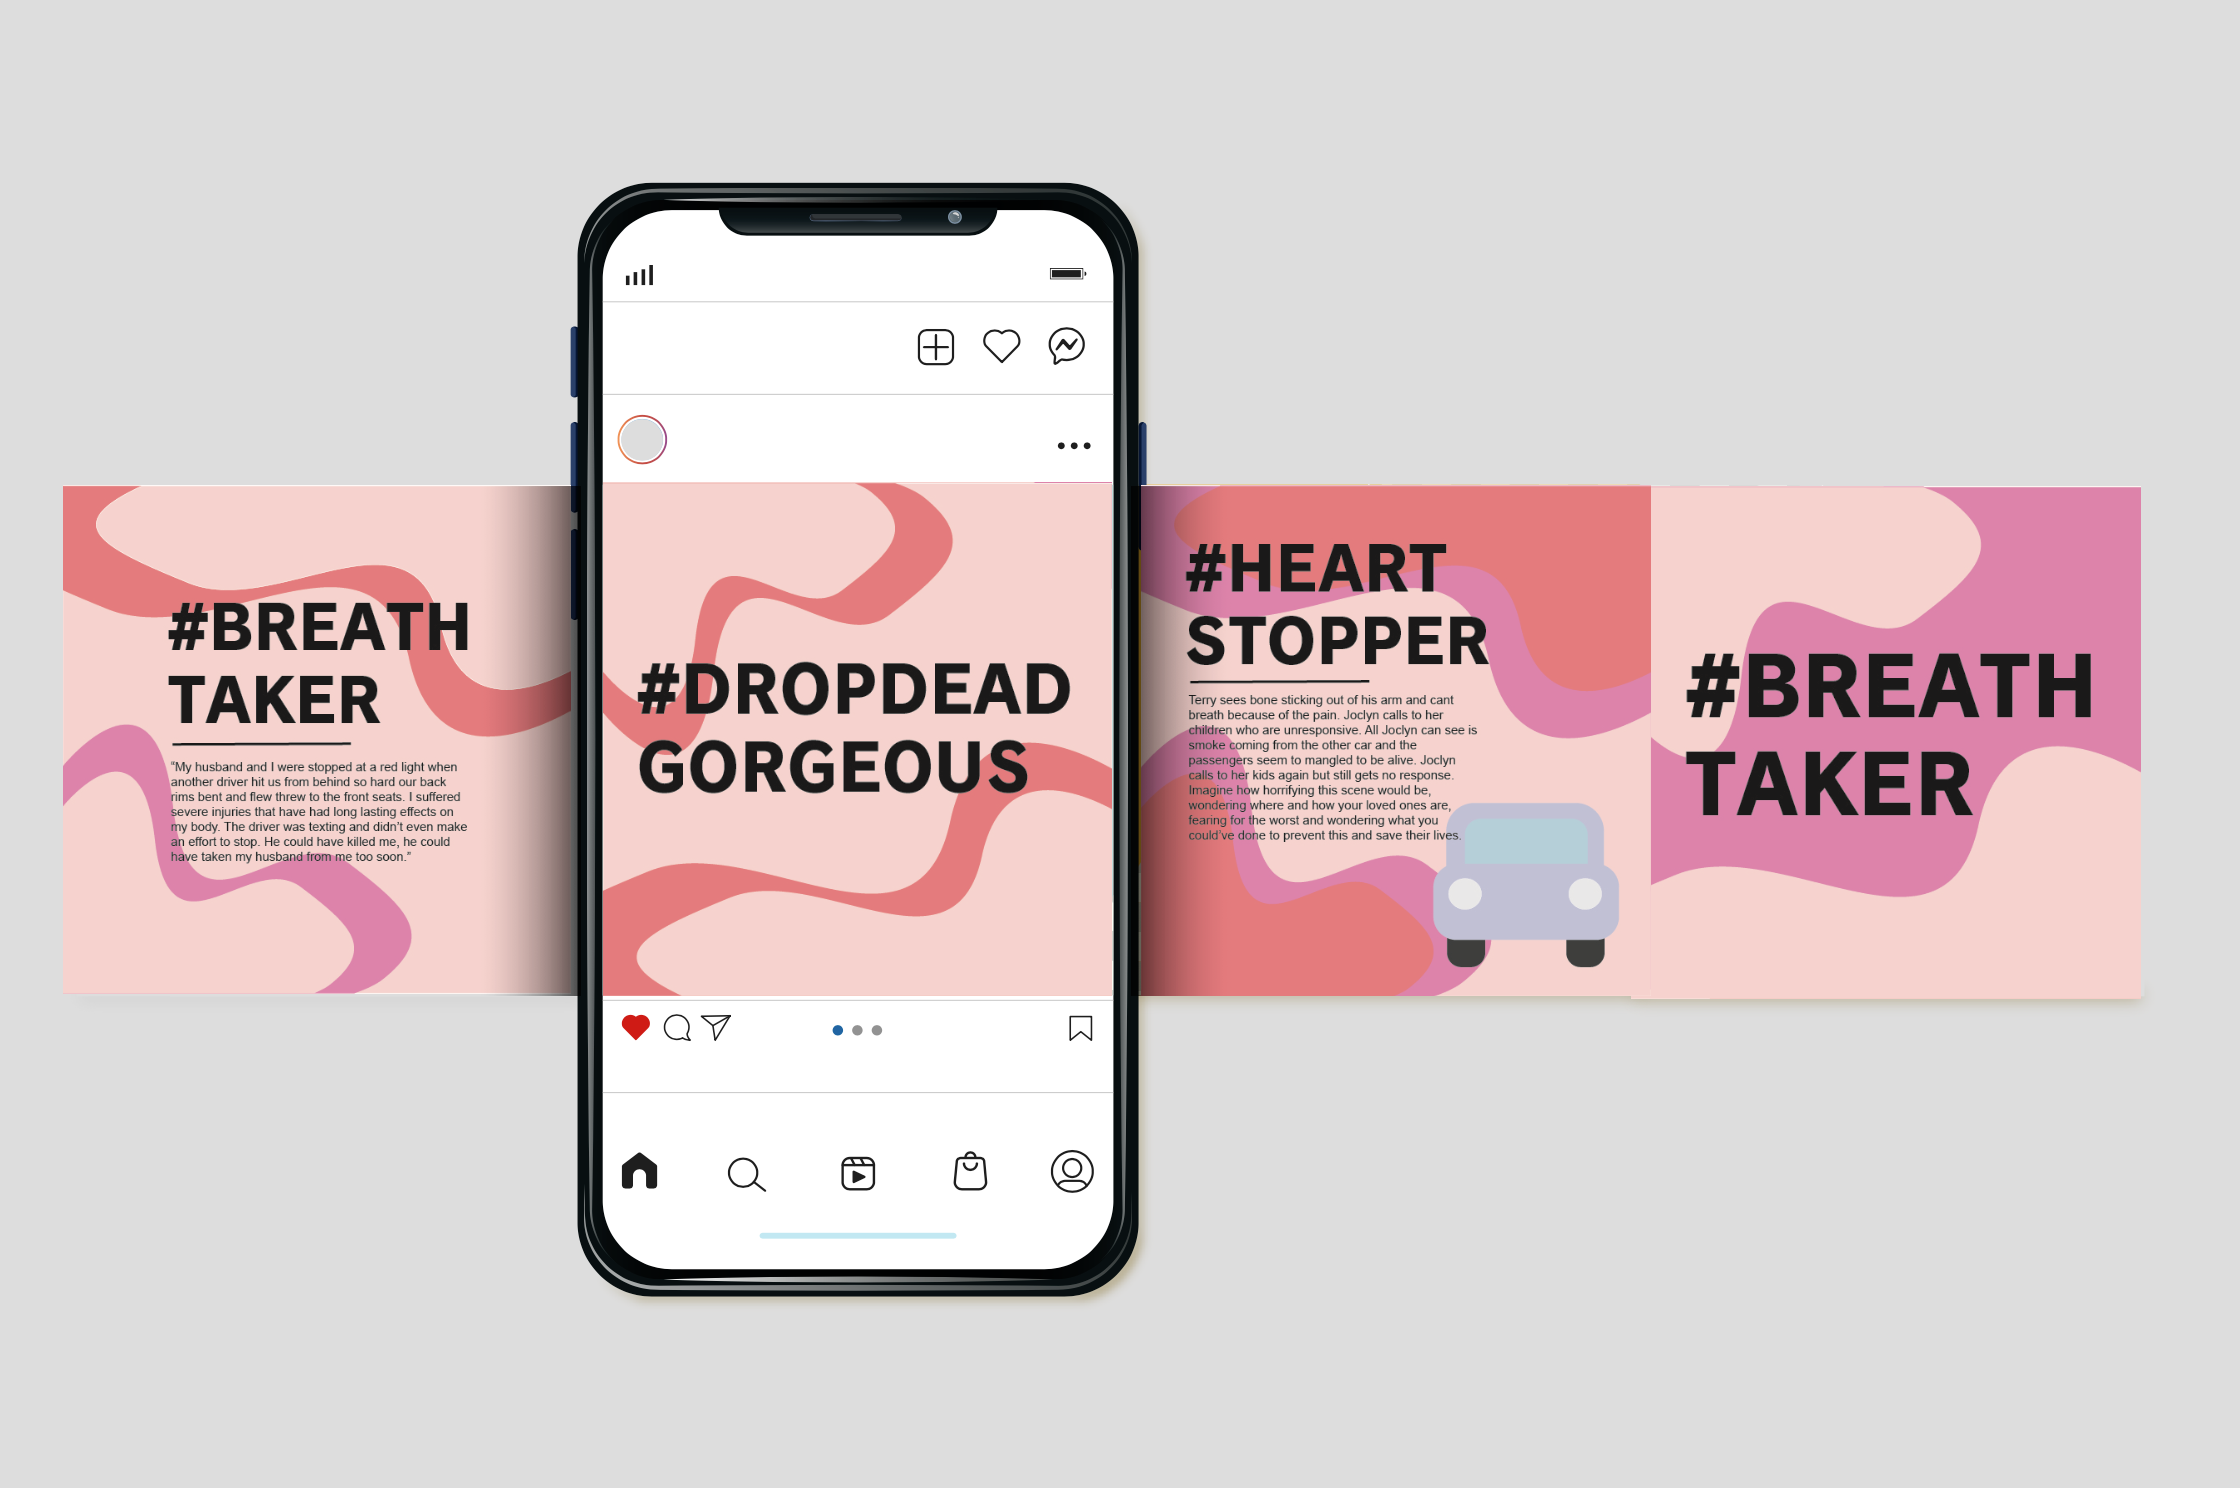 #BREATH
TAKER
"My husband and I were stopped at a red light when
another driver hit us from behind so hard our back
rims bent and flew threw to the front seats. I suffered
severe injuries that have had long lasting effects on
my body. The driver was texting and didn't even make
an effort to stop. He could have killed me, he could
have taken my husband from me too soon."
#DROPDEAD
GORGEOUS
#HEART
STOPPER
Terry sees bone sticking out of his arm and cant
breath because of the pain. Joclyn calls to her
children who are unresponsive. All Joclyn can see is
smoke coming from the other car and the
passengers seem to mangled to be alive. Joclyn
calls to her kids again but still gets no response.
Imagine how horrifying this scene would be,
wondering where and how your loved ones are,
fearing for the worst and wondering what you
could've done to prevent this and save their lives.
#BREATH
TAKER